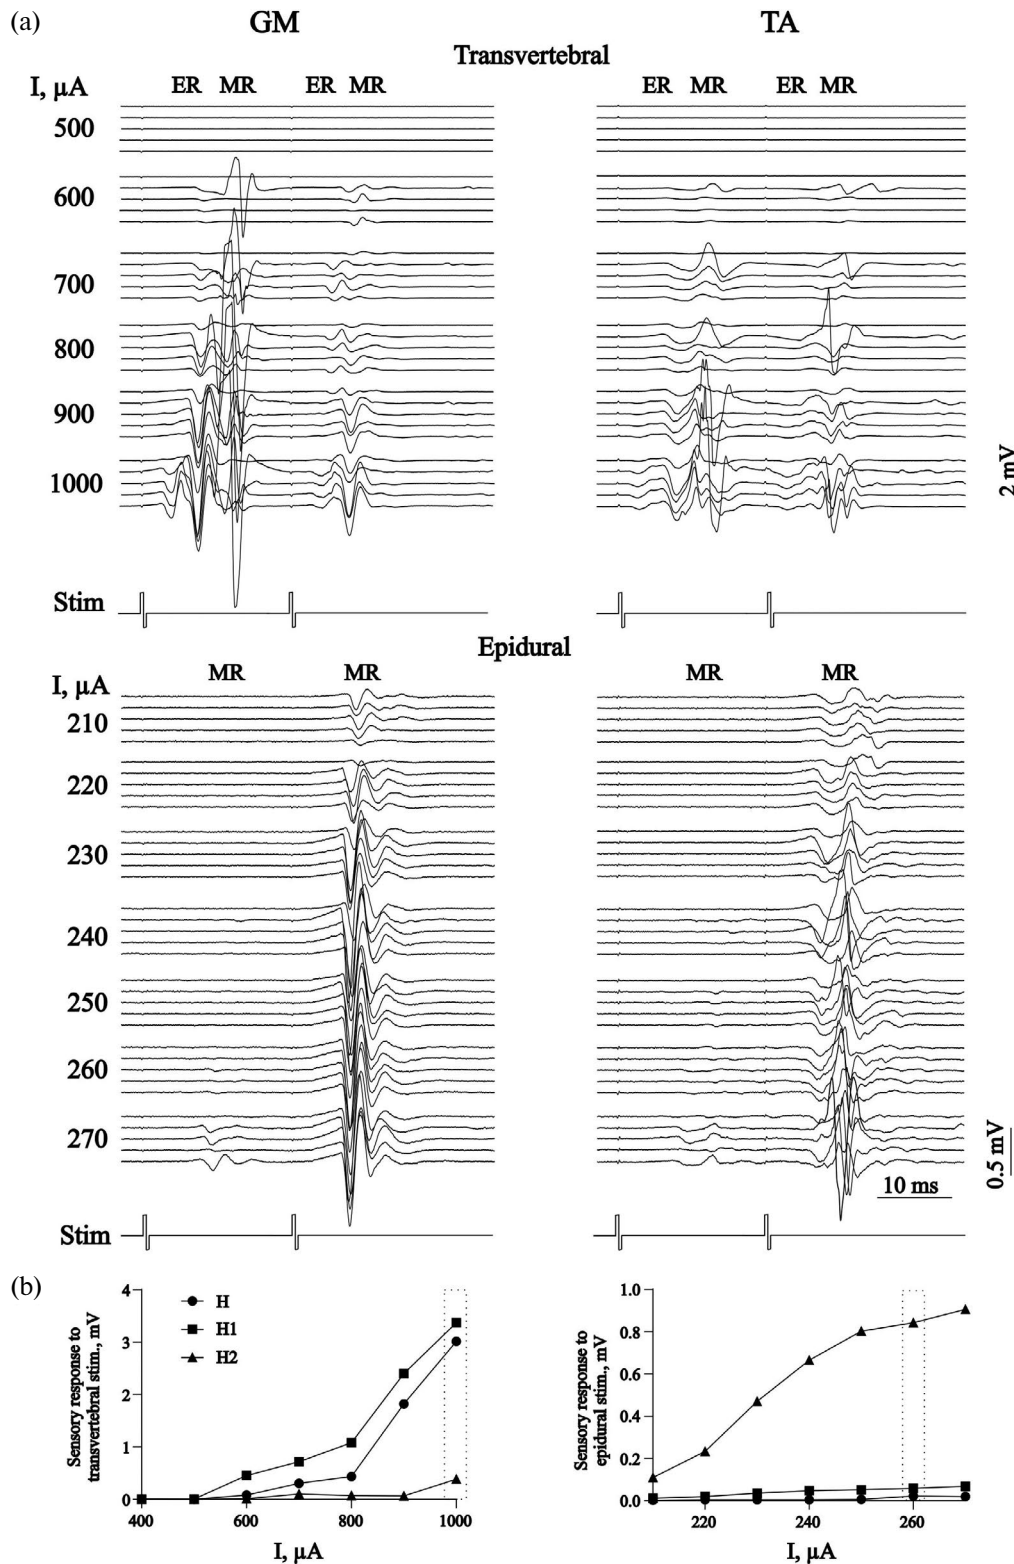 (a)
GM TA
Transvertebral
I, µA ER MR ER MR ER MR ER MR
500
600
700
800
900
1000
2 mV
Stim
Epidural
I, µA MR MR MR MR
210
220
230
240
250
260
270
0.5 mV
10 ms
Stim
(b)
Sensory response to
transvertebral stim., mV
4
3
2
1
0
H
H1
H2
400 600 800 1000
I, µA
Sensory response to
epidural stim., mV
1.0
0.8
0.6
0.4
0.2
0.0
220 240 260
I, µA